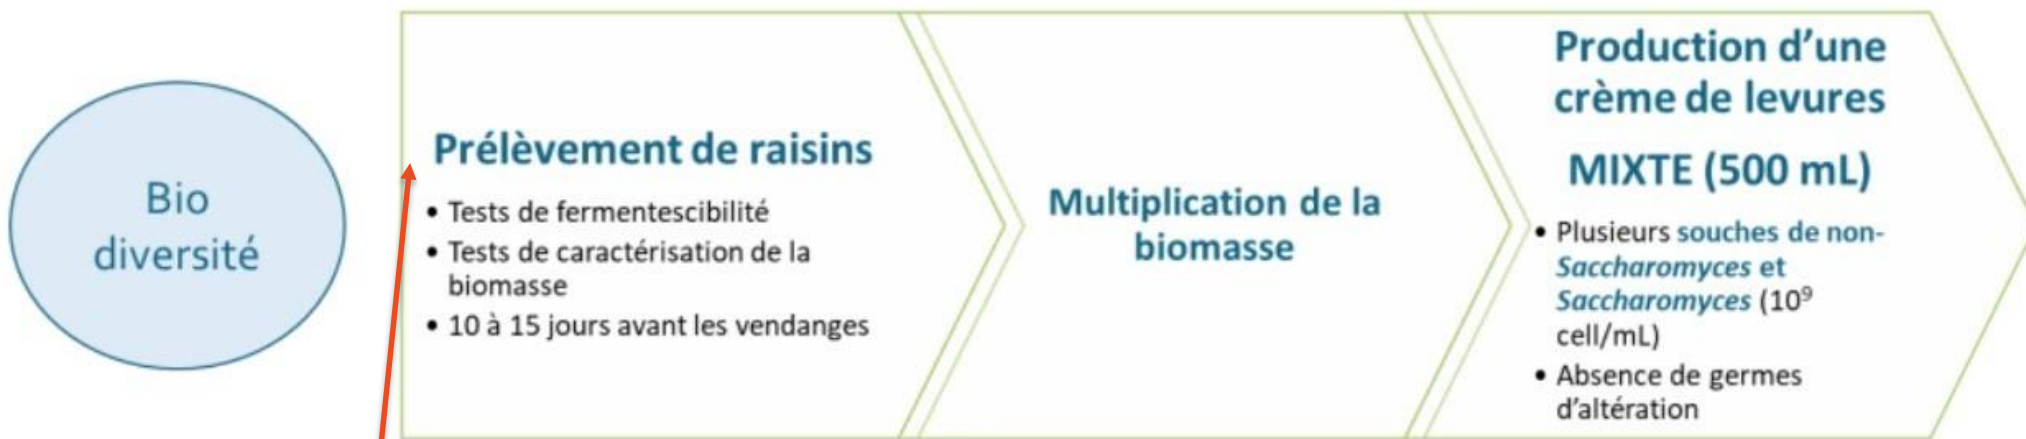 Bio
diversité
Prélèvement de raisins
• Tests de fermentescibilité
• Tests de caractérisation de la
biomasse
• 10 à 15 jours avant les vendanges
Multiplication de la
biomasse
Production d’une
crème de levures
MIXTE (500 mL)
• Plusieurs souches de non-
Saccharomyces et
Saccharomyces (10⁹
cell/mL)
• Absence de germes
d’altération